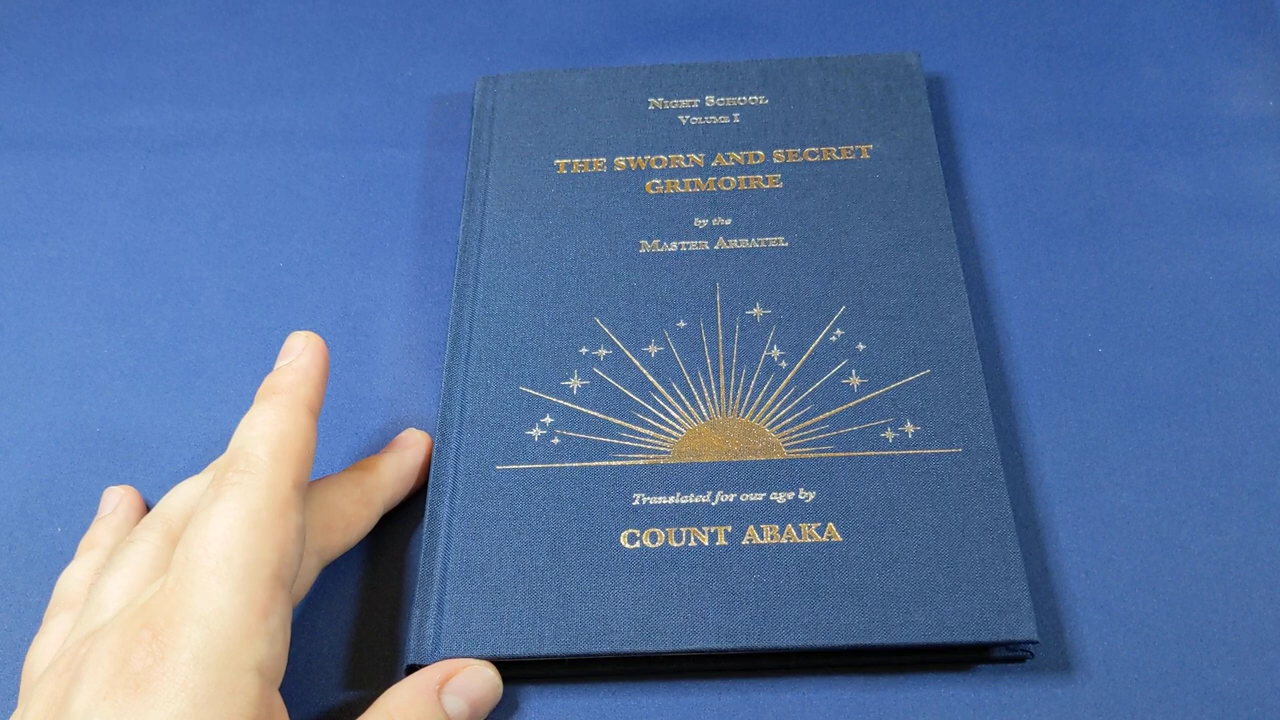 Night School
Volume I
THE SWORN AND SECRET
GRIMOIRE
by the
Master Arbatel
Translated for our age by
COUNT ABAKA